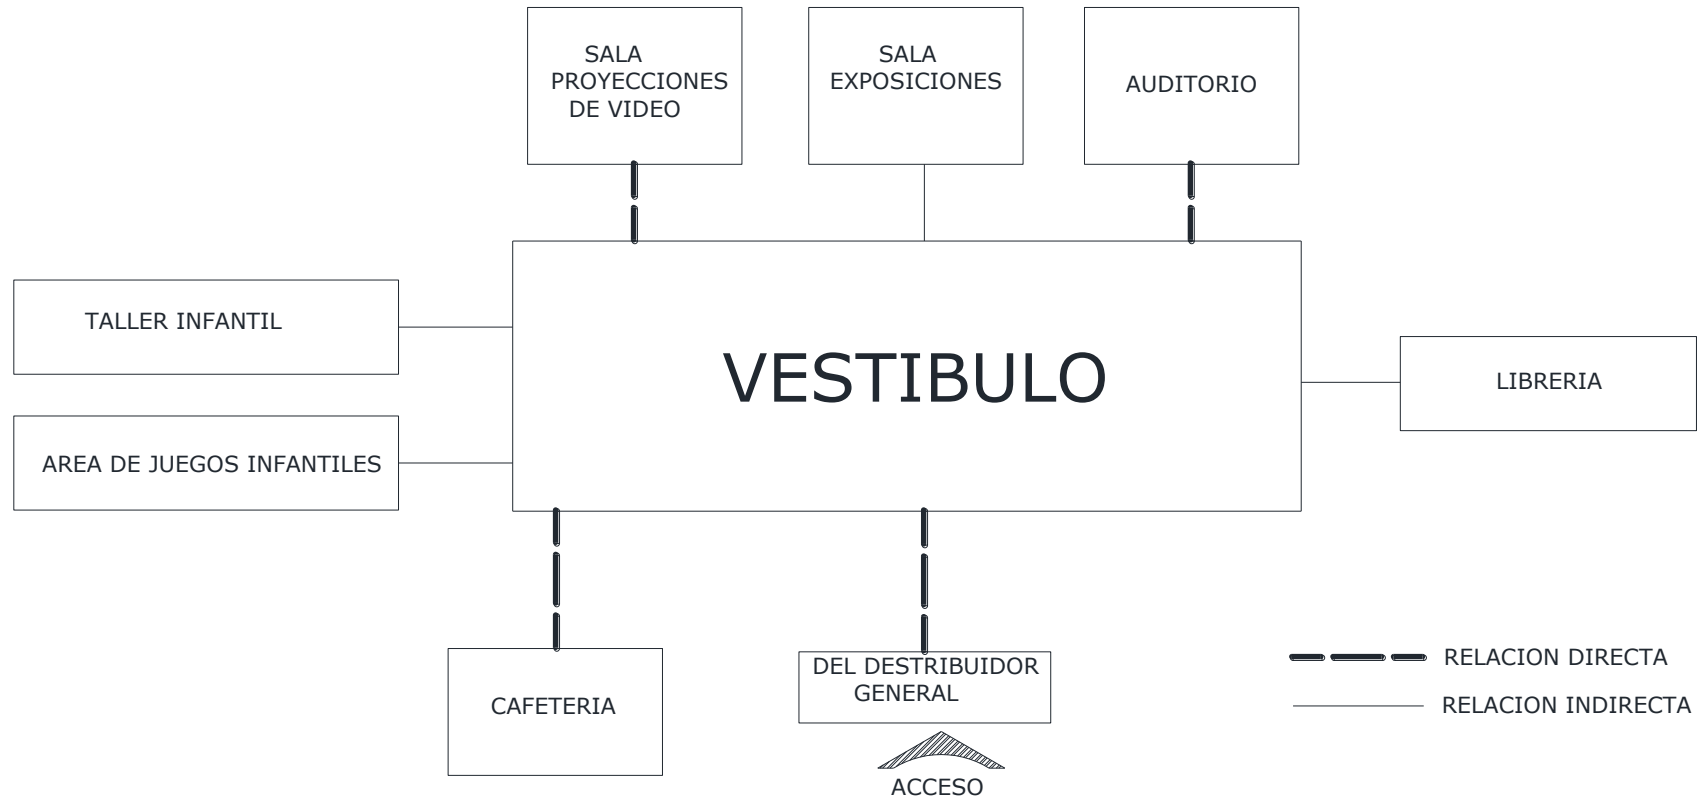 SALA
PROYECCIONES
DE VIDEO
SALA
EXPOSICIONES
AUDITORIO
TALLER INFANTIL
VESTIBULO
LIBRERIA
AREA DE JUEGOS INFANTILES
CAFETERIA
DEL DESTRIBUIDOR
GENERAL
ACCESO
RELACION DIRECTA
RELACION INDIRECTA